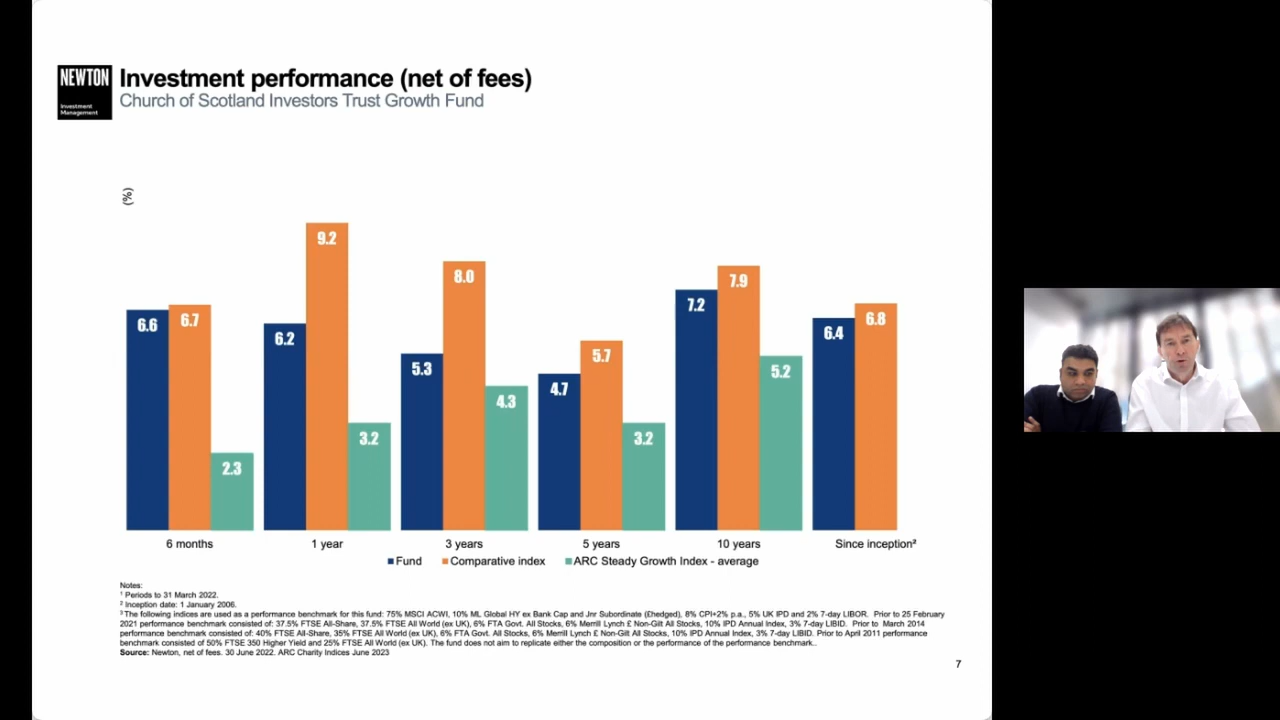 NEWTON
Investment
Management
Investment performance (net of fees)
Church of Scotland Investors Trust Growth Fund
(%)
6.6
6.7
2.3
6.2
9.2
3.2
5.3
8.0
4.3
4.7
5.7
3.2
7.2
7.9
5.2
6.4
6.8
6 months
1 year
3 years
5 years
10 years
Since inception²
Fund
Comparative index
ARC Steady Growth Index - average
Notes:
¹ Periods to 31 March 2022.
² Inception date: 1 January 2006.
³ The following indices are used as a performance benchmark for this fund: 75% MSCI ACWI, 10% ML Global HY ex Bank Cap and Jnr Subordinate (£hedged), 8% CPI+2% p.a., 5% UK IPD and 2% 7-day LIBOR. Prior to 25 February
2021 performance benchmark consisted of: 37.5% FTSE All-Share, 37.5% FTSE All World (ex UK), 6% FTA Govt. All Stocks, 6% Merrill Lynch £ Non-Gilt All Stocks, 10% IPD Annual Index, 3% 7-day LIBID. Prior to March 2014
performance benchmark consisted of: 40% FTSE All-Share, 35% FTSE All World (ex UK), 6% FTA Govt. All Stocks, 6% Merrill Lynch £ Non-Gilt All Stocks, 10% IPD Annual Index, 3% 7-day LIBID. Prior to April 2011 performance
benchmark consisted of 50% FTSE 350 Higher Yield and 25% FTSE All World (ex UK). The fund does not aim to replicate either the composition or the performance of the performance benchmark..
Source: Newton, net of fees. 30 June 2022. ARC Charity Indices June 2023
7